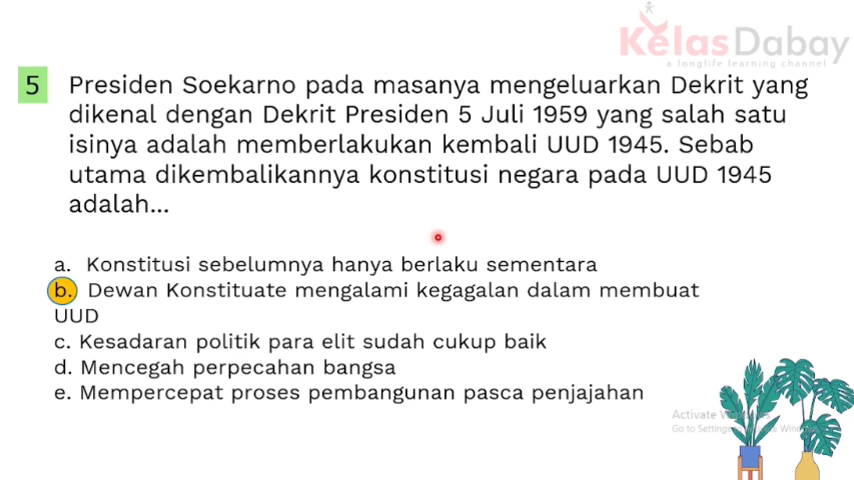 KelasDabay
a longlife learning channel
5 Presiden Soekarno pada masanya mengeluarkan Dekrit yang
dikenal dengan Dekrit Presiden 5 Juli 1959 yang salah satu
isinya adalah memberlakukan kembali UUD 1945. Sebab
utama dikembalikannya konstitusi negara pada UUD 1945
adalah...
a. Konstitusi sebelumnya hanya berlaku sementara
b. Dewan Konstituate mengalami kegagalan dalam membuat
UUD
c. Kesadaran politik para elit sudah cukup baik
d. Mencegah perpecahan bangsa
e. Mempercepat proses pembangunan pasca penjajahan
Activate
Go to Settings